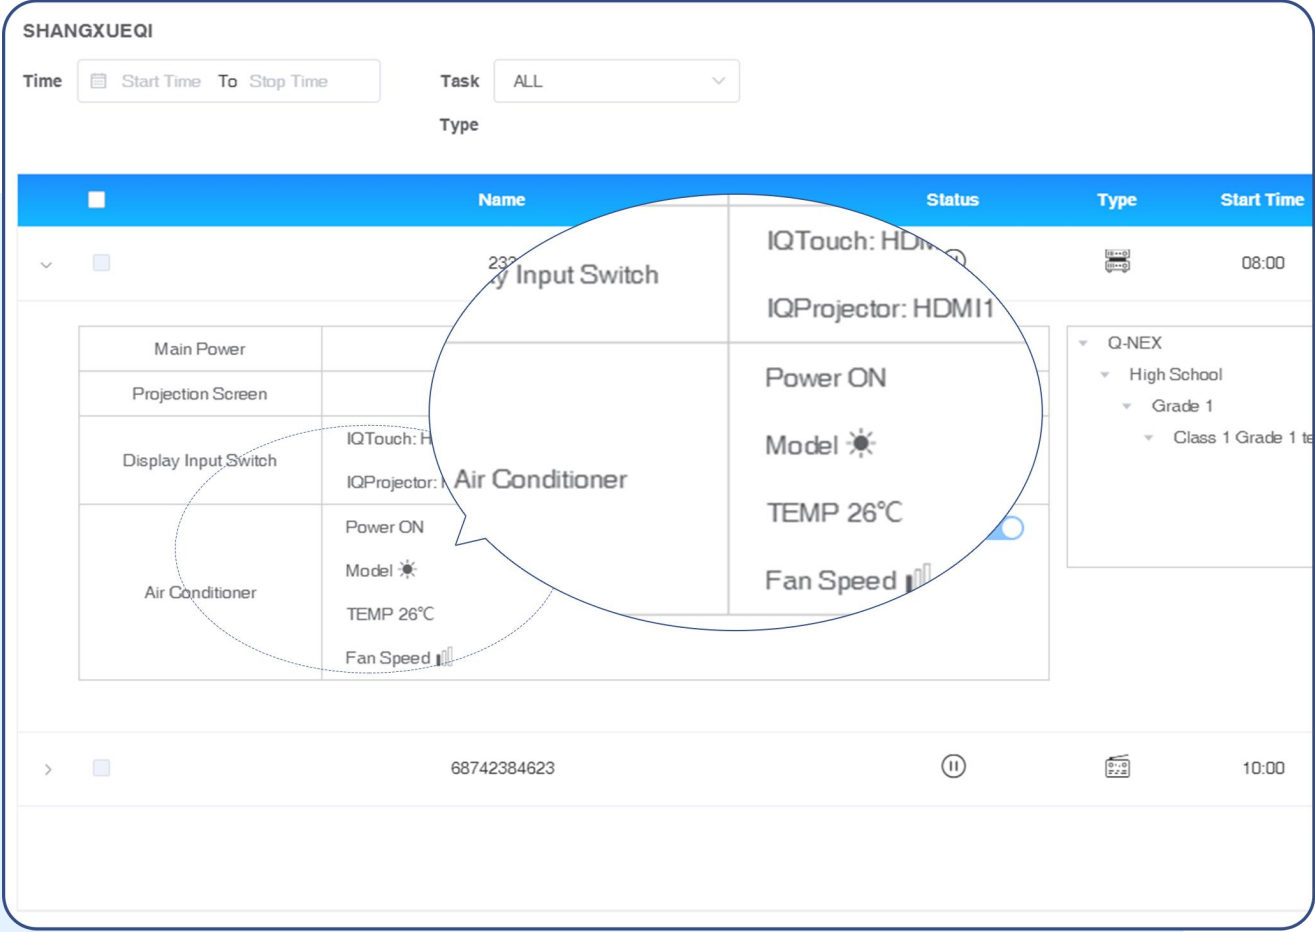 SHANGXUEQI
Time Start Time To Stop Time Task ALL
Type
Name Status Type Start Time
233 08:00
Main Power
Projection Screen
Display Input Switch
IQTouch: H
IQProjector:
Air Conditioner
Power ON
Model
TEMP 26℃
Fan Speed
y Input Switch
IQTouch: HDM
IQProjector: HDMI1
Air Conditioner
Power ON
Model
TEMP 26℃
Fan Speed
Q-NEX
High School
Grade 1
Class 1 Grade 1 te
68742384623 10:00